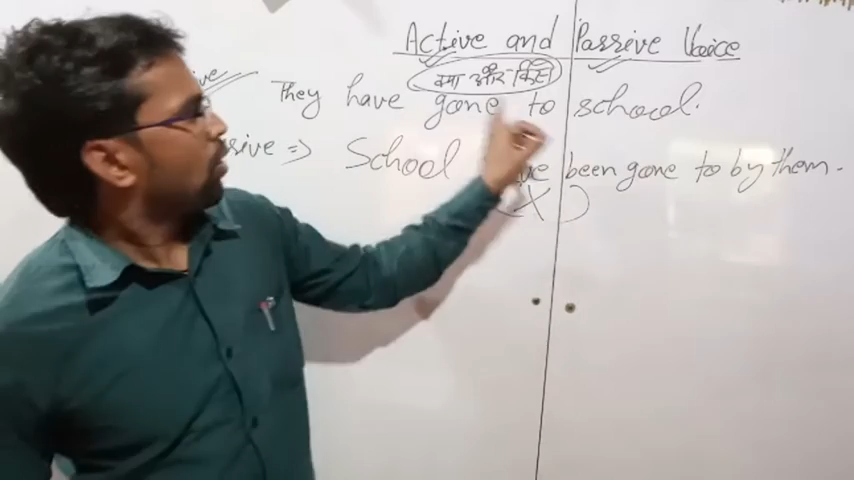 Active and Passive Voice
क्या और किसे
They have gone to school.
School been gone to by them.
(X)